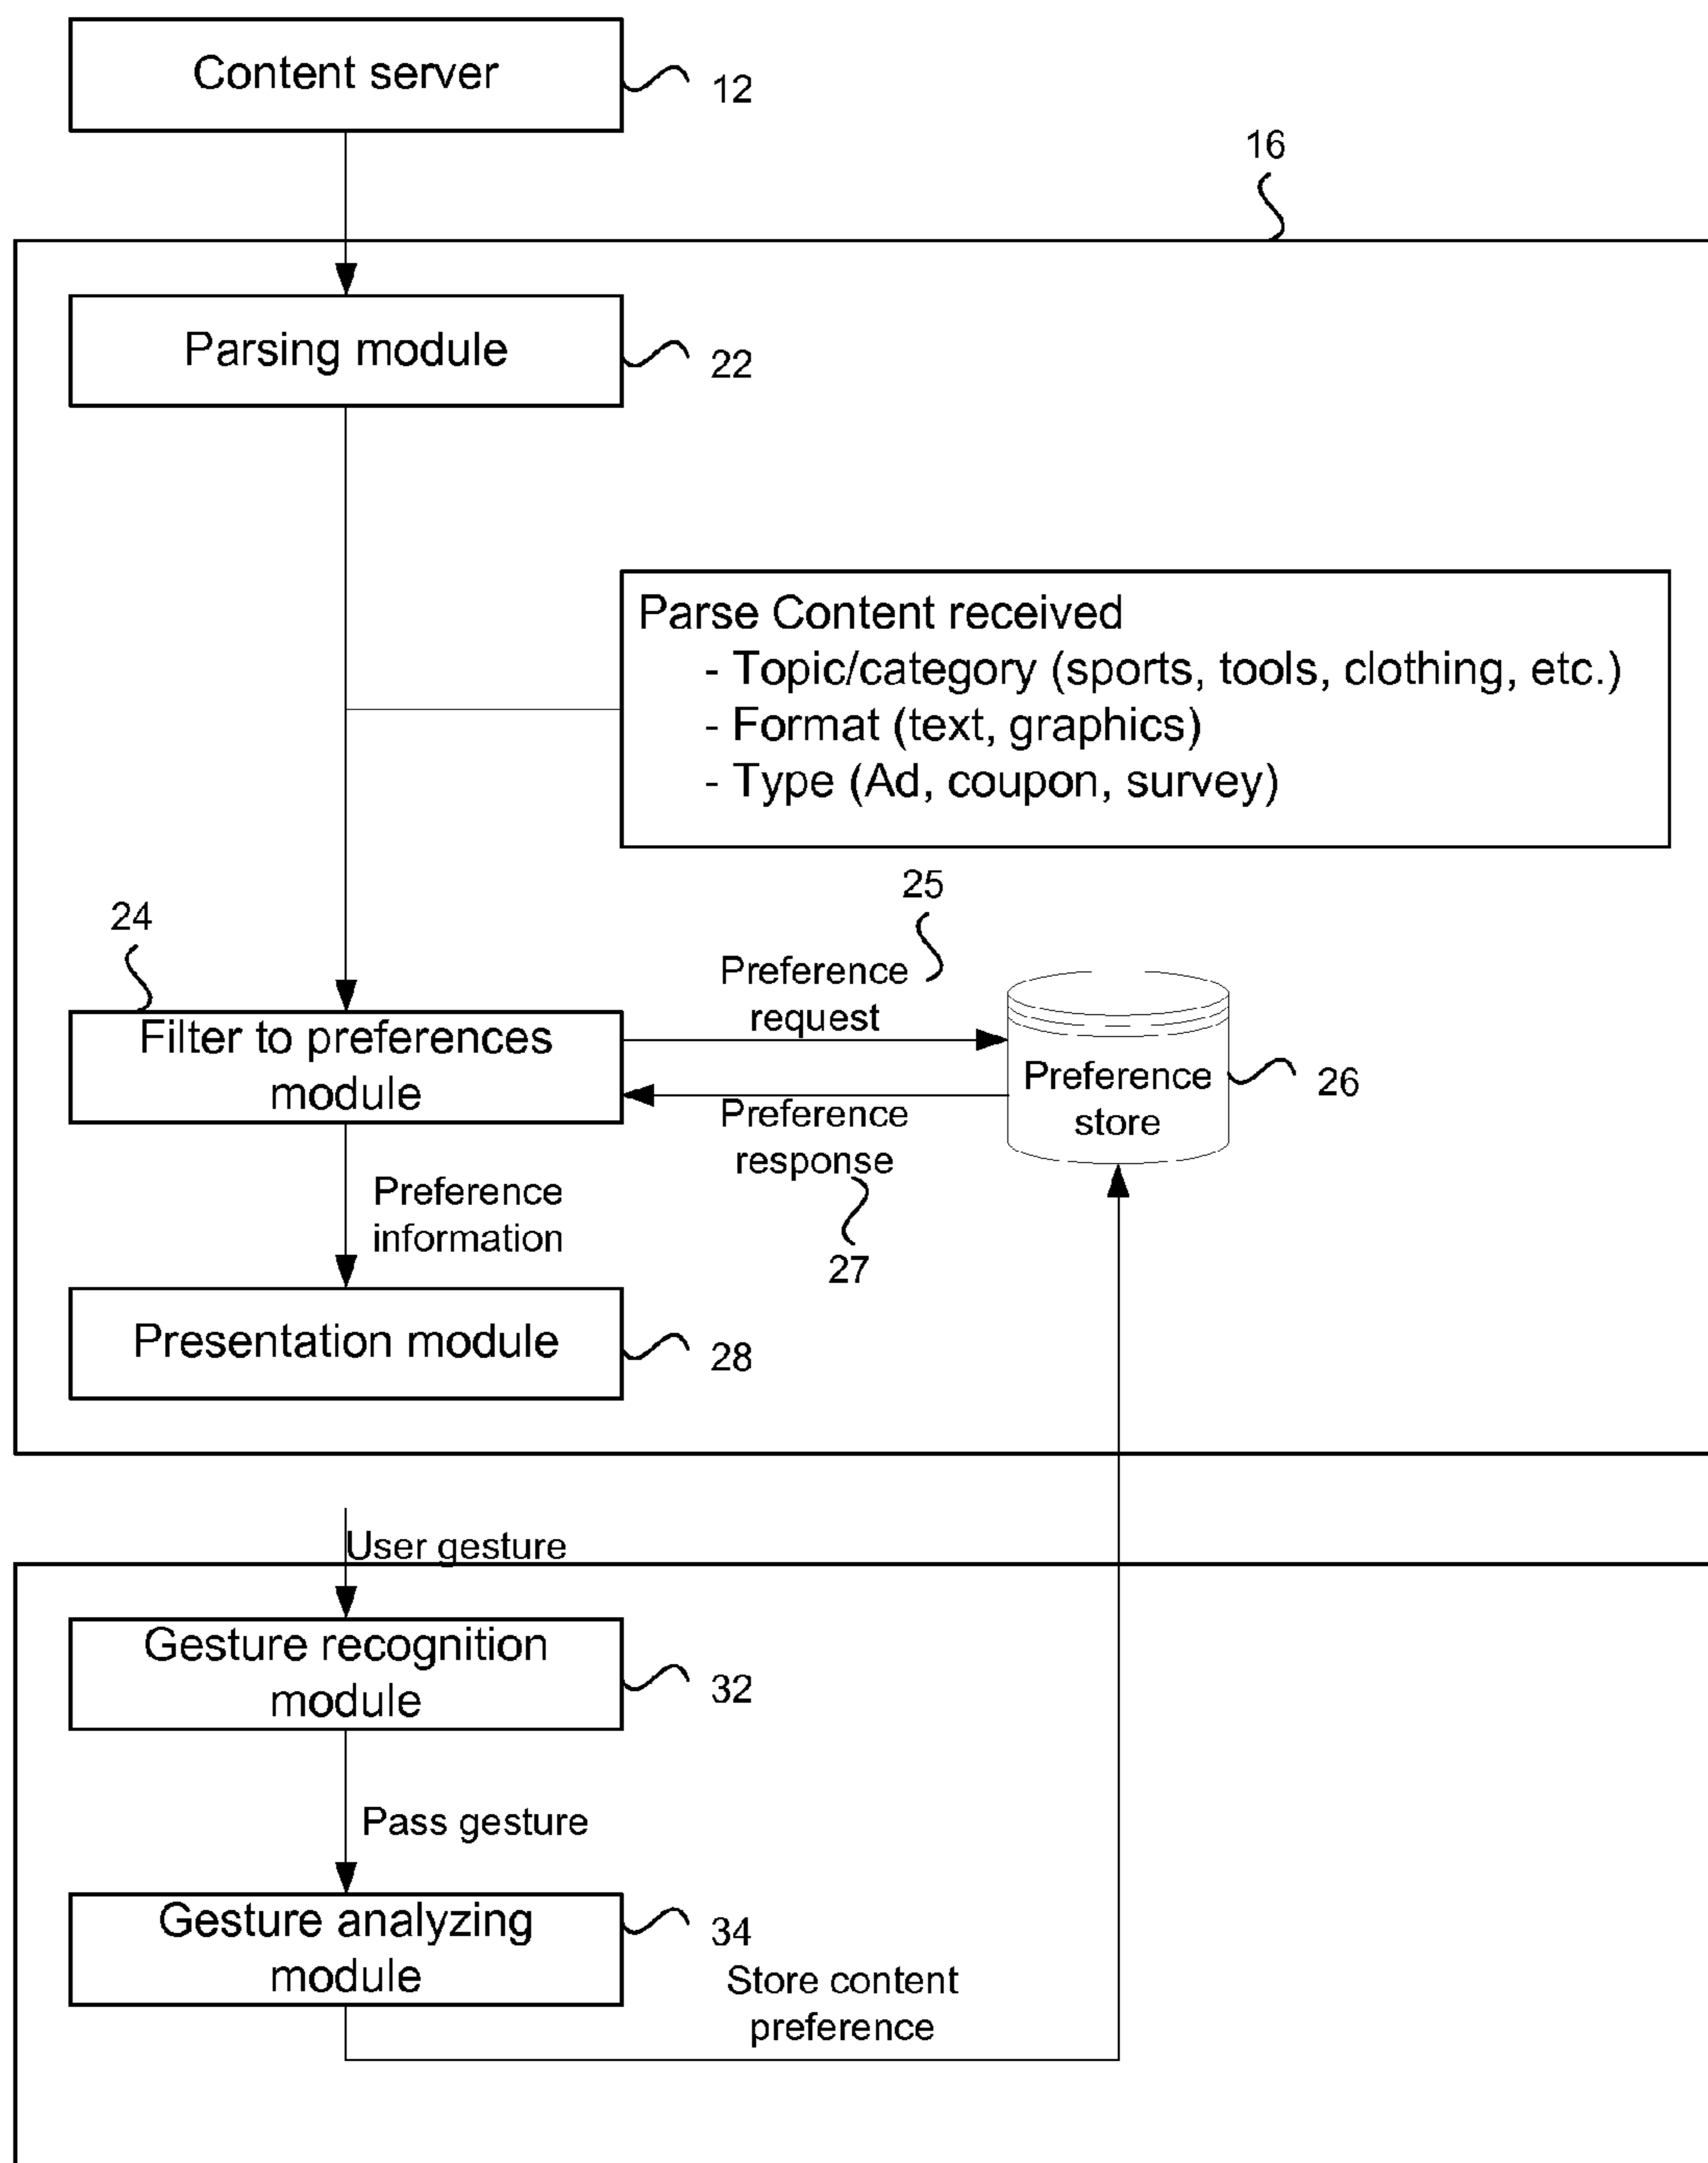 Content server
12
16
Parsing module
22
Parse Content received
- Topic/category (sports, tools, clothing, etc.)
- Format (text, graphics)
- Type (Ad, coupon, survey)
25
24
Preference
request
Filter to preferences
module
Preference
store
26
Preference
response
27
Preference
information
Presentation module
28
User gesture
Gesture recognition
module
32
Pass gesture
Gesture analyzing
module
34
Store content
preference